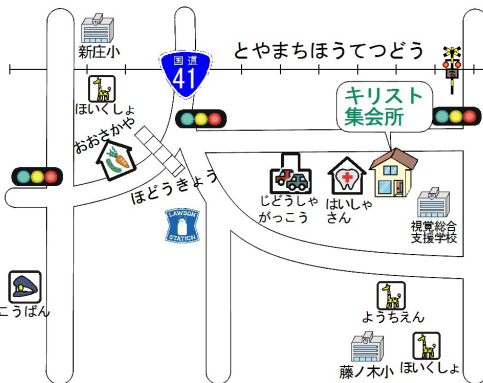 とやまちほうてつどう
新庄小
国道
41
ほいくしょ
キリスト
集会所
おおさかや
ほどうきょう
じどうしゃ
がっこう
はいしゃ
さん
視覚総合
支援学校
LAWSON
STATION
こうばん
ようちえん
藤ノ木小
ほいくしょ